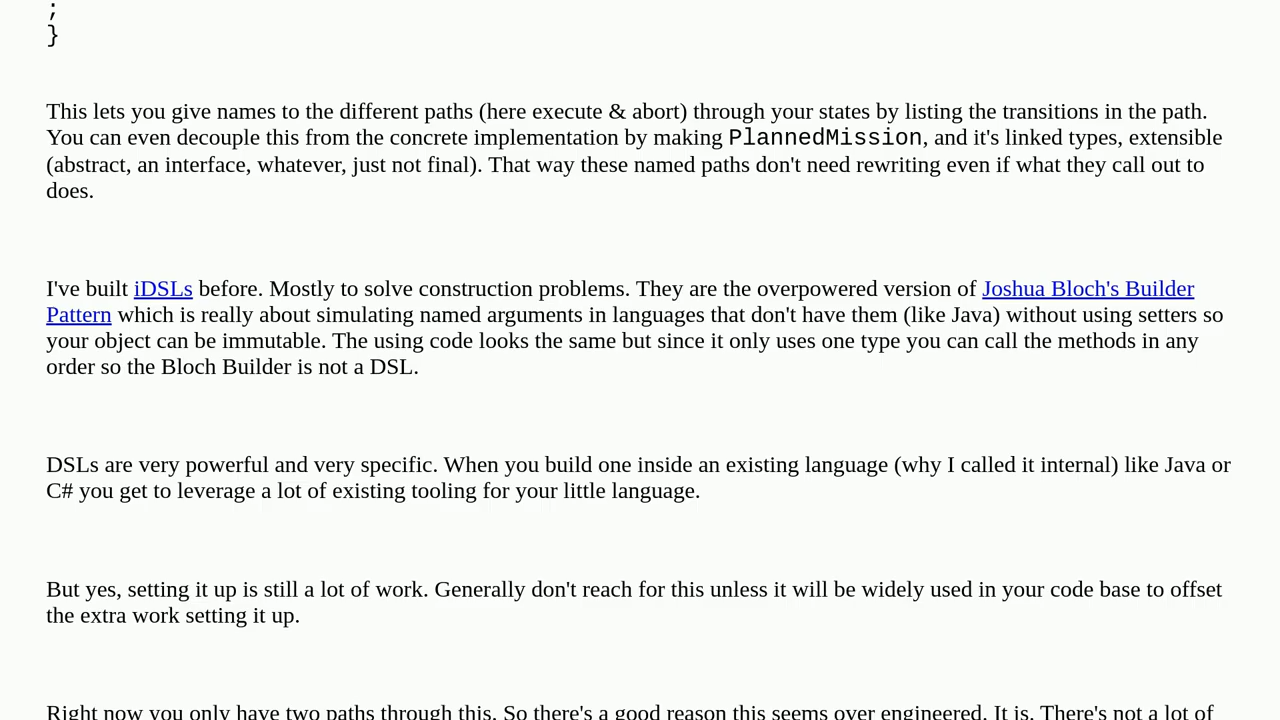 ;
}
This lets you give names to the different paths (here execute & abort) through your states by listing the transitions in the path.
You can even decouple this from the concrete implementation by making PlannedMission, and it's linked types, extensible
(abstract, an interface, whatever, just not final). That way these named paths don't need rewriting even if what they call out to
does.
I've built iDSLs before. Mostly to solve construction problems. They are the overpowered version of Joshua Bloch's Builder
Pattern which is really about simulating named arguments in languages that don't have them (like Java) without using setters so
your object can be immutable. The using code looks the same but since it only uses one type you can call the methods in any
order so the Bloch Builder is not a DSL.
DSLs are very powerful and very specific. When you build one inside an existing language (why I called it internal) like Java or
C# you get to leverage a lot of existing tooling for your little language.
But yes, setting it up is still a lot of work. Generally don't reach for this unless it will be widely used in your code base to offset
the extra work setting it up.
Right now you only have two paths through this. So there's a good reason this seems over engineered. It is. There's not a lot of